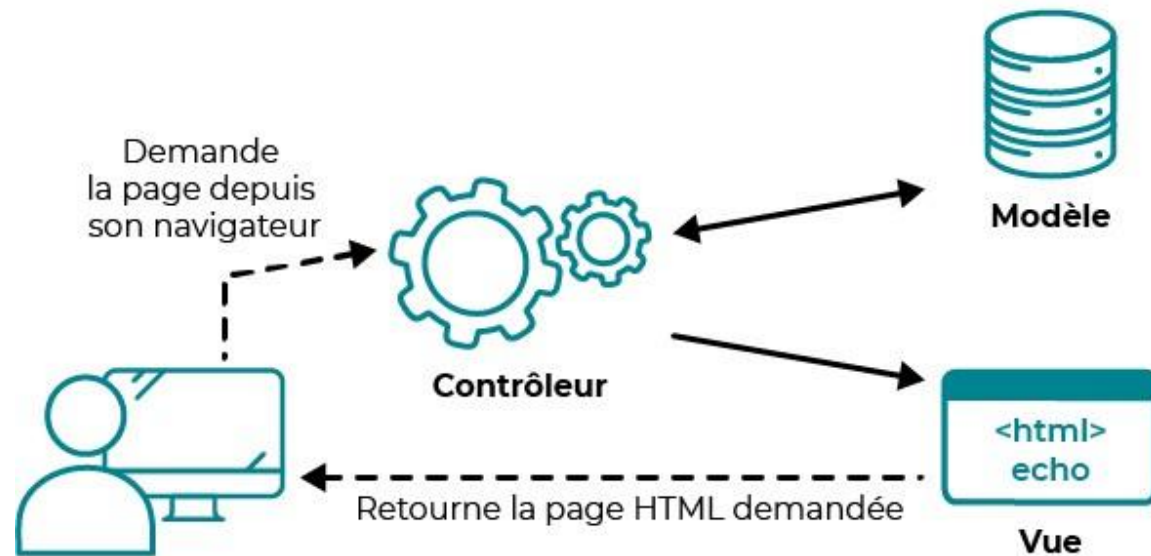 Demande
la page depuis
son navigateur
Modèle
Contrôleur
<html>
echo
Retourne la page HTML demandée
Vue